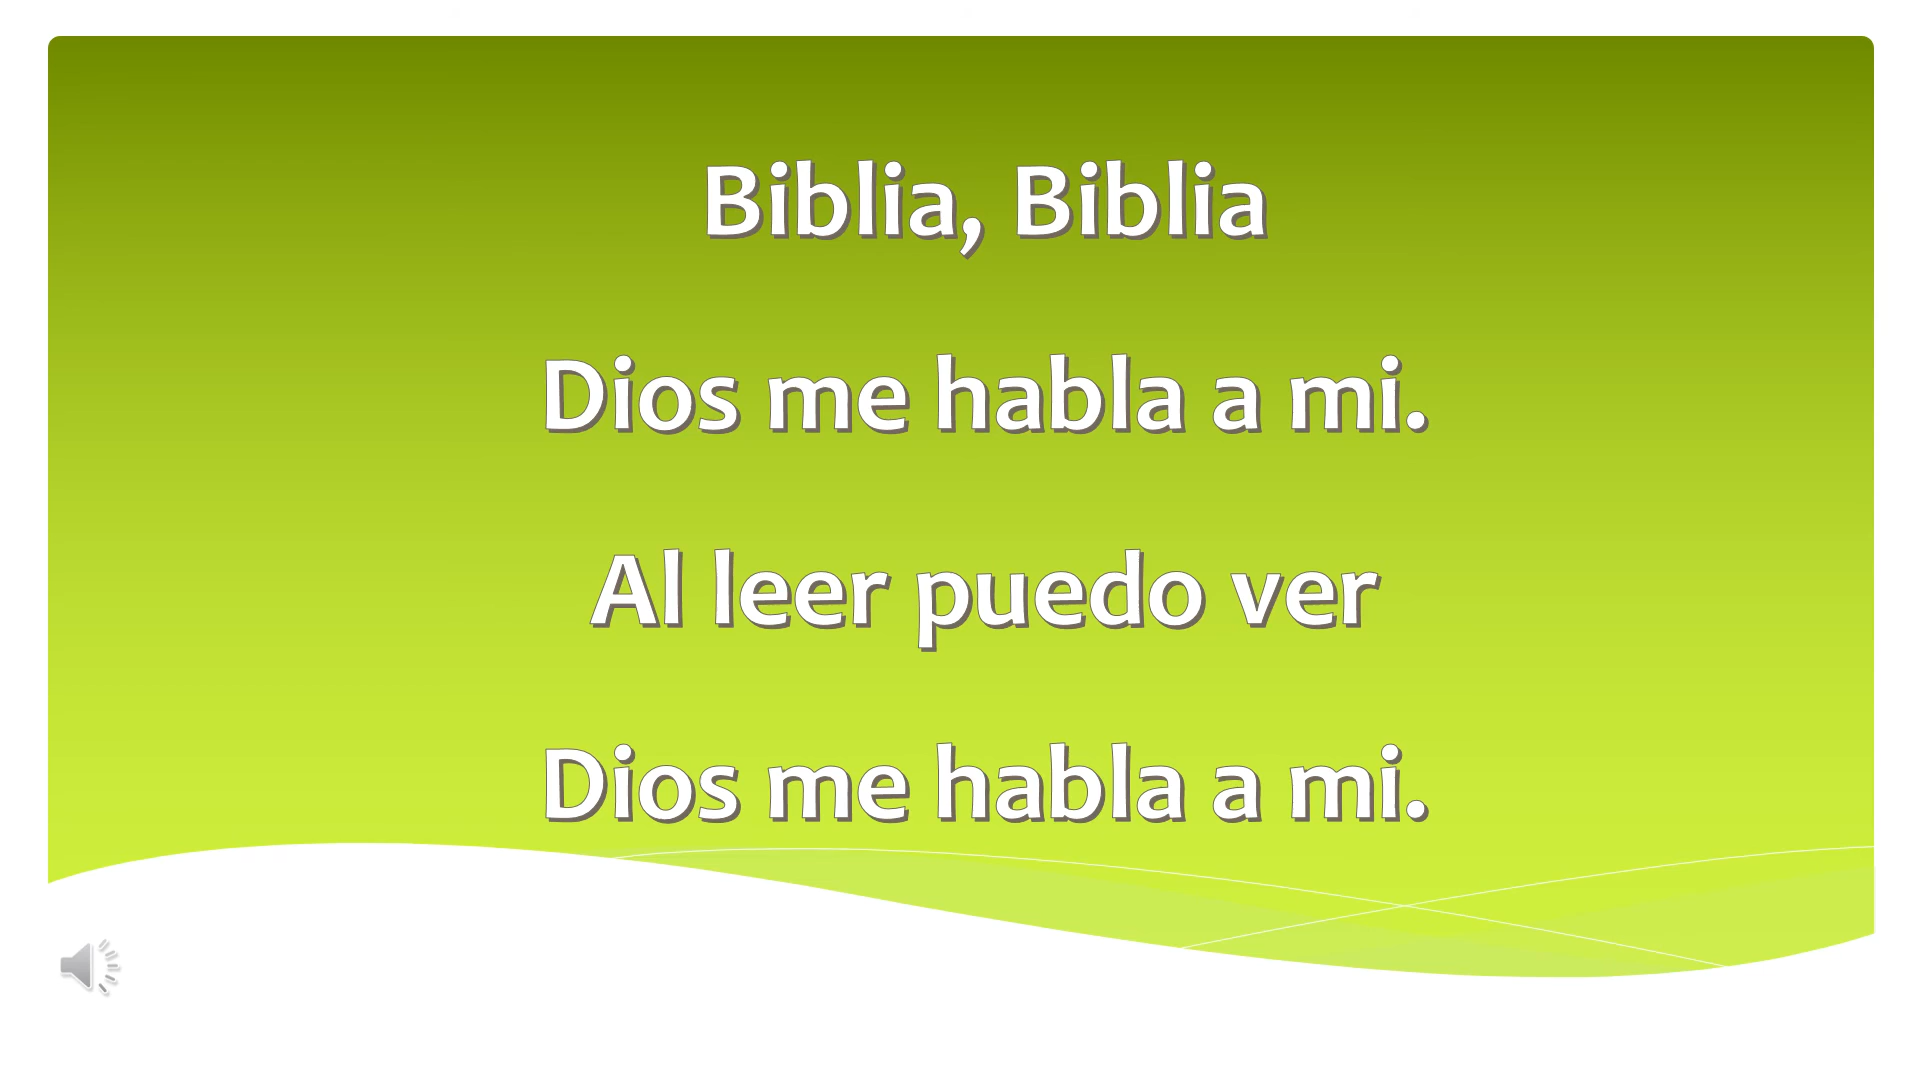 Biblia, Biblia
Dios me habla a mi.
Al leer puedo ver
Dios me habla a mi.